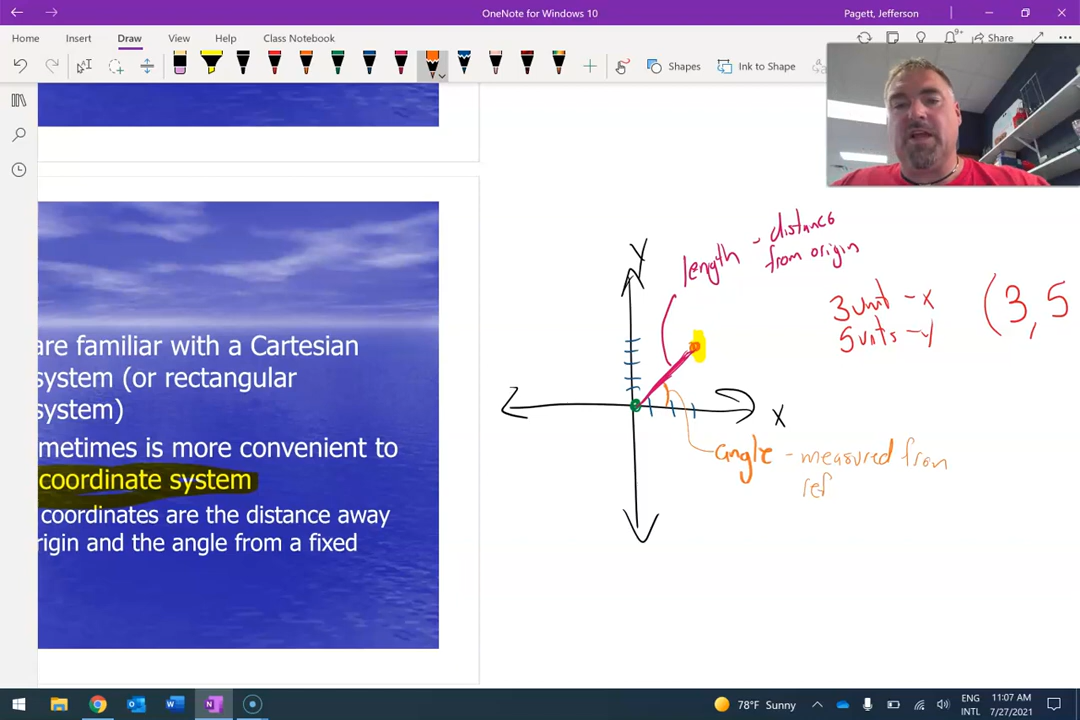 OneNote for Windows 10
Pagett, Jefferson
Home Insert Draw View Help Class Notebook
9+ Share
Shapes Ink to Shape
are familiar with a Cartesian
system (or rectangular
system)
metimes is more convenient to
coordinate system
coordinates are the distance away
rigin and the angle from a fixed
y
length - distance
from origin
3 unit - x
5 units - y
(3, 5
x
angle - measured from
ref
78°F Sunny
ENG
INTL
11:07 AM
7/27/2021